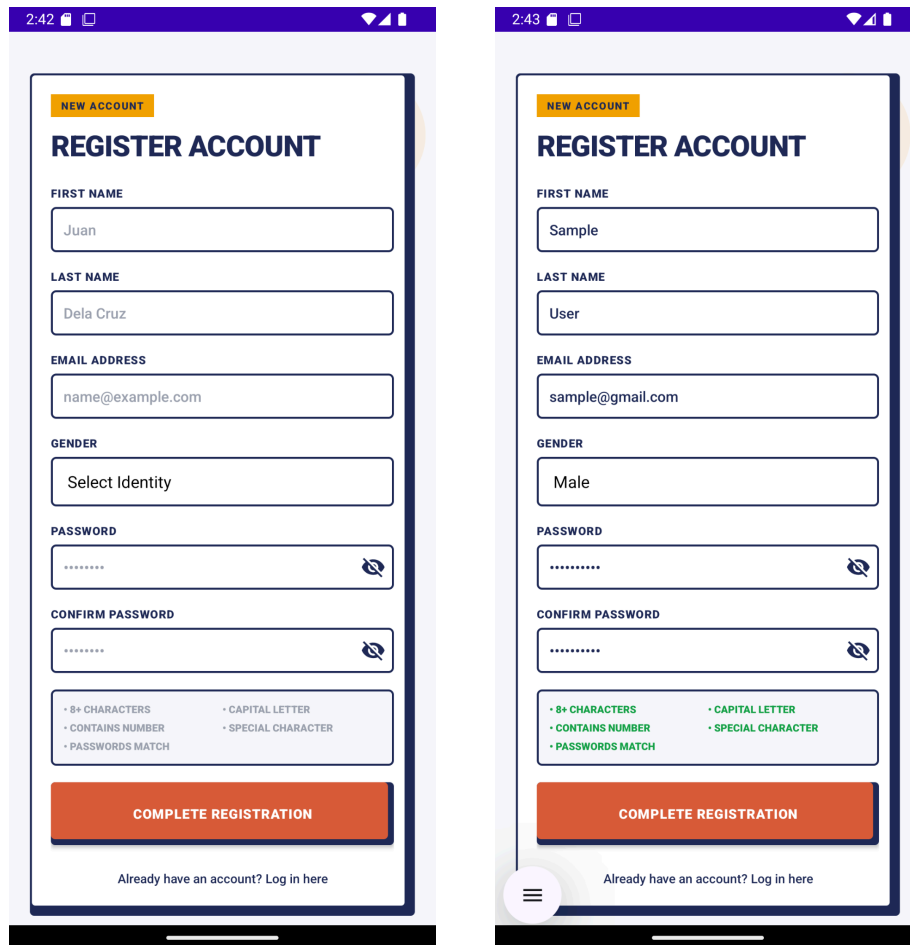 2:42
NEW ACCOUNT
REGISTER ACCOUNT
FIRST NAME
Juan
LAST NAME
Dela Cruz
EMAIL ADDRESS
name@example.com
GENDER
Select Identity
PASSWORD
••••••••
CONFIRM PASSWORD
••••••••
• 8+ CHARACTERS • CAPITAL LETTER
• CONTAINS NUMBER • SPECIAL CHARACTER
• PASSWORDS MATCH
COMPLETE REGISTRATION
Already have an account? Log in here
2:43
NEW ACCOUNT
REGISTER ACCOUNT
FIRST NAME
Sample
LAST NAME
User
EMAIL ADDRESS
sample@gmail.com
GENDER
Male
PASSWORD
••••••••••
CONFIRM PASSWORD
••••••••••
• 8+ CHARACTERS • CAPITAL LETTER
• CONTAINS NUMBER • SPECIAL CHARACTER
• PASSWORDS MATCH
COMPLETE REGISTRATION
Already have an account? Log in here